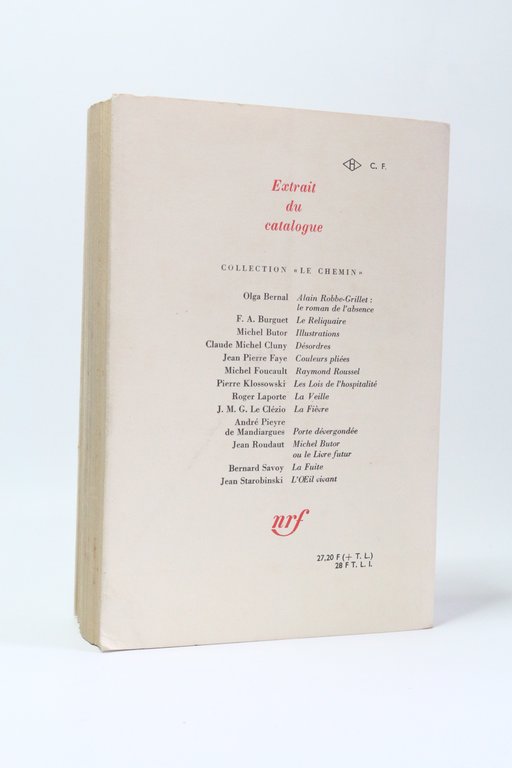 H C. F.
Extrait
du
catalogue
COLLECTION «LE CHEMIN»
Olga Bernal Alain Robbe-Grillet :
le roman de l'absence
F. A. Burguet Le Reliquaire
Michel Butor Illustrations
Claude Michel Cluny Désordres
Jean Pierre Faye Couleurs pliées
Michel Foucault Raymond Roussel
Pierre Klossowski Les Lois de l'hospitalité
Roger Laporte La Veille
J. M. G. Le Clézio La Fièvre
André Pieyre
de Mandiargues Porte dévergondée
Jean Roudaut Michel Butor
ou le Livre futur
Bernard Savoy La Fuite
Jean Starobinski L'Œil vivant
nrf
27,20 F (+ T. L.)
28 F T. L. I.